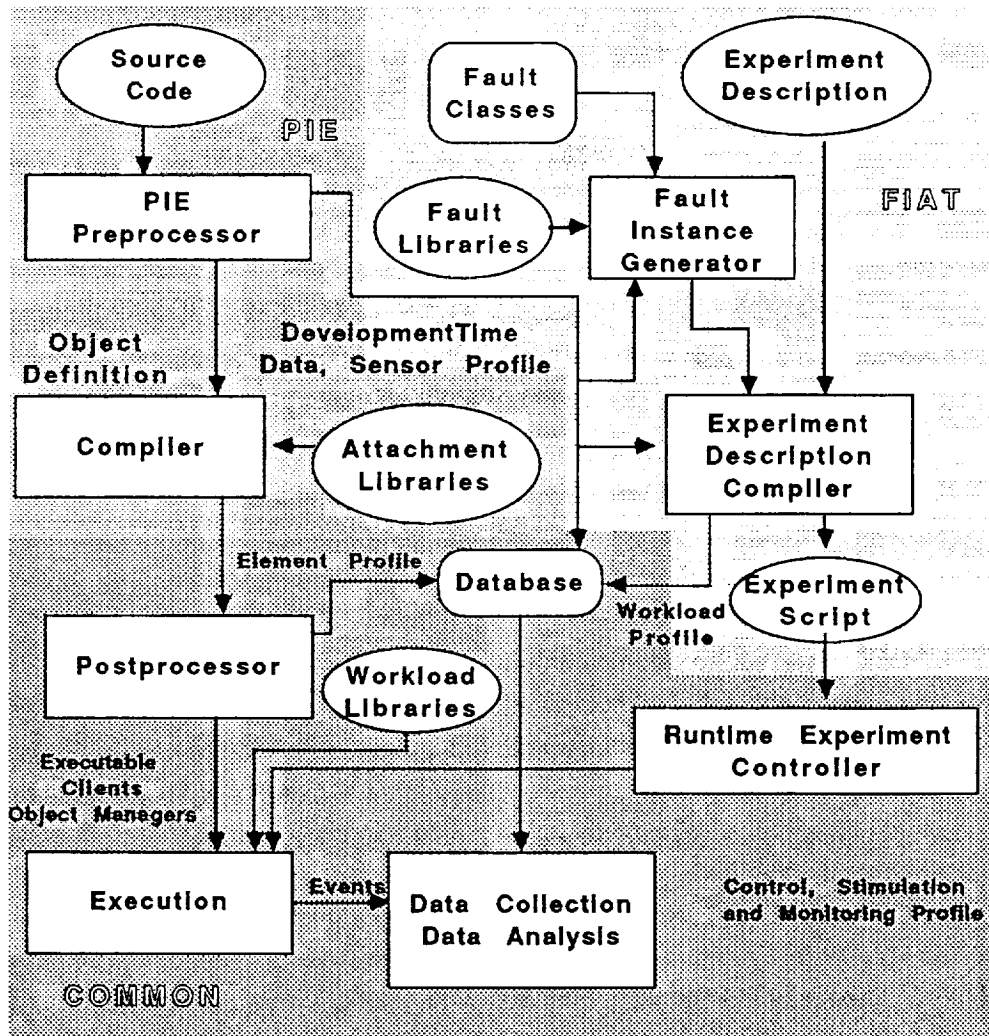 Source
Code
PIE
Fault
Classes
Experiment
Description
PIE
Preprocessor
Fault
Libraries
Fault
Instance
Generator
FIAT
Object
Definition
DevelopmentTime
Data, Sensor Profile
Compiler
Attachment
Libraries
Experiment
Description
Compiler
Element Profile
Database
Workload
Profile
Experiment
Script
Postprocessor
Workload
Libraries
Runtime Experiment
Controller
Executable
Clients
Object Managers
Execution
Events
Data Collection
Data Analysis
Control, Stimulation
and Monitoring Profile
COMMON